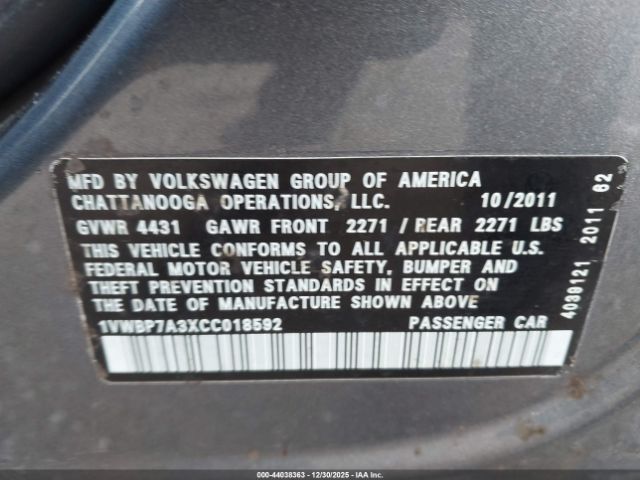 MFD BY VOLKSWAGEN GROUP OF AMERICA
CHATTANOOGA OPERATIONS, LLC. 10/2011
GVWR 4431 GAWR FRONT 2271 / REAR 2271 LBS
THIS VEHICLE CONFORMS TO ALL APPLICABLE U.S.
FEDERAL MOTOR VEHICLE SAFETY, BUMPER AND
THEFT PREVENTION STANDARDS IN EFFECT ON
THE DATE OF MANUFACTURE SHOWN ABOVE
1VWBP7A3XCC018592 PASSENGER CAR
4039121 2011 62
000-44038363 - 12/30/2025 - IAA Inc.